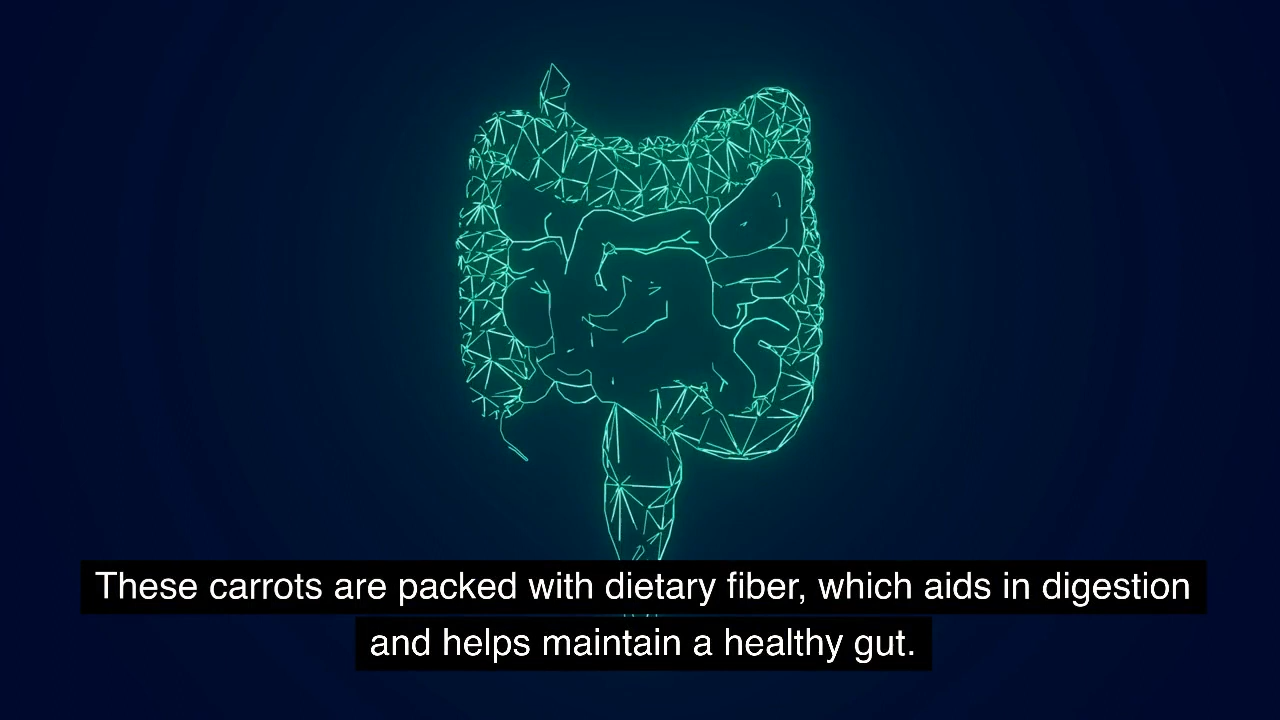 These carrots are packed with dietary fiber, which aids in digestion
and helps maintain a healthy gut.